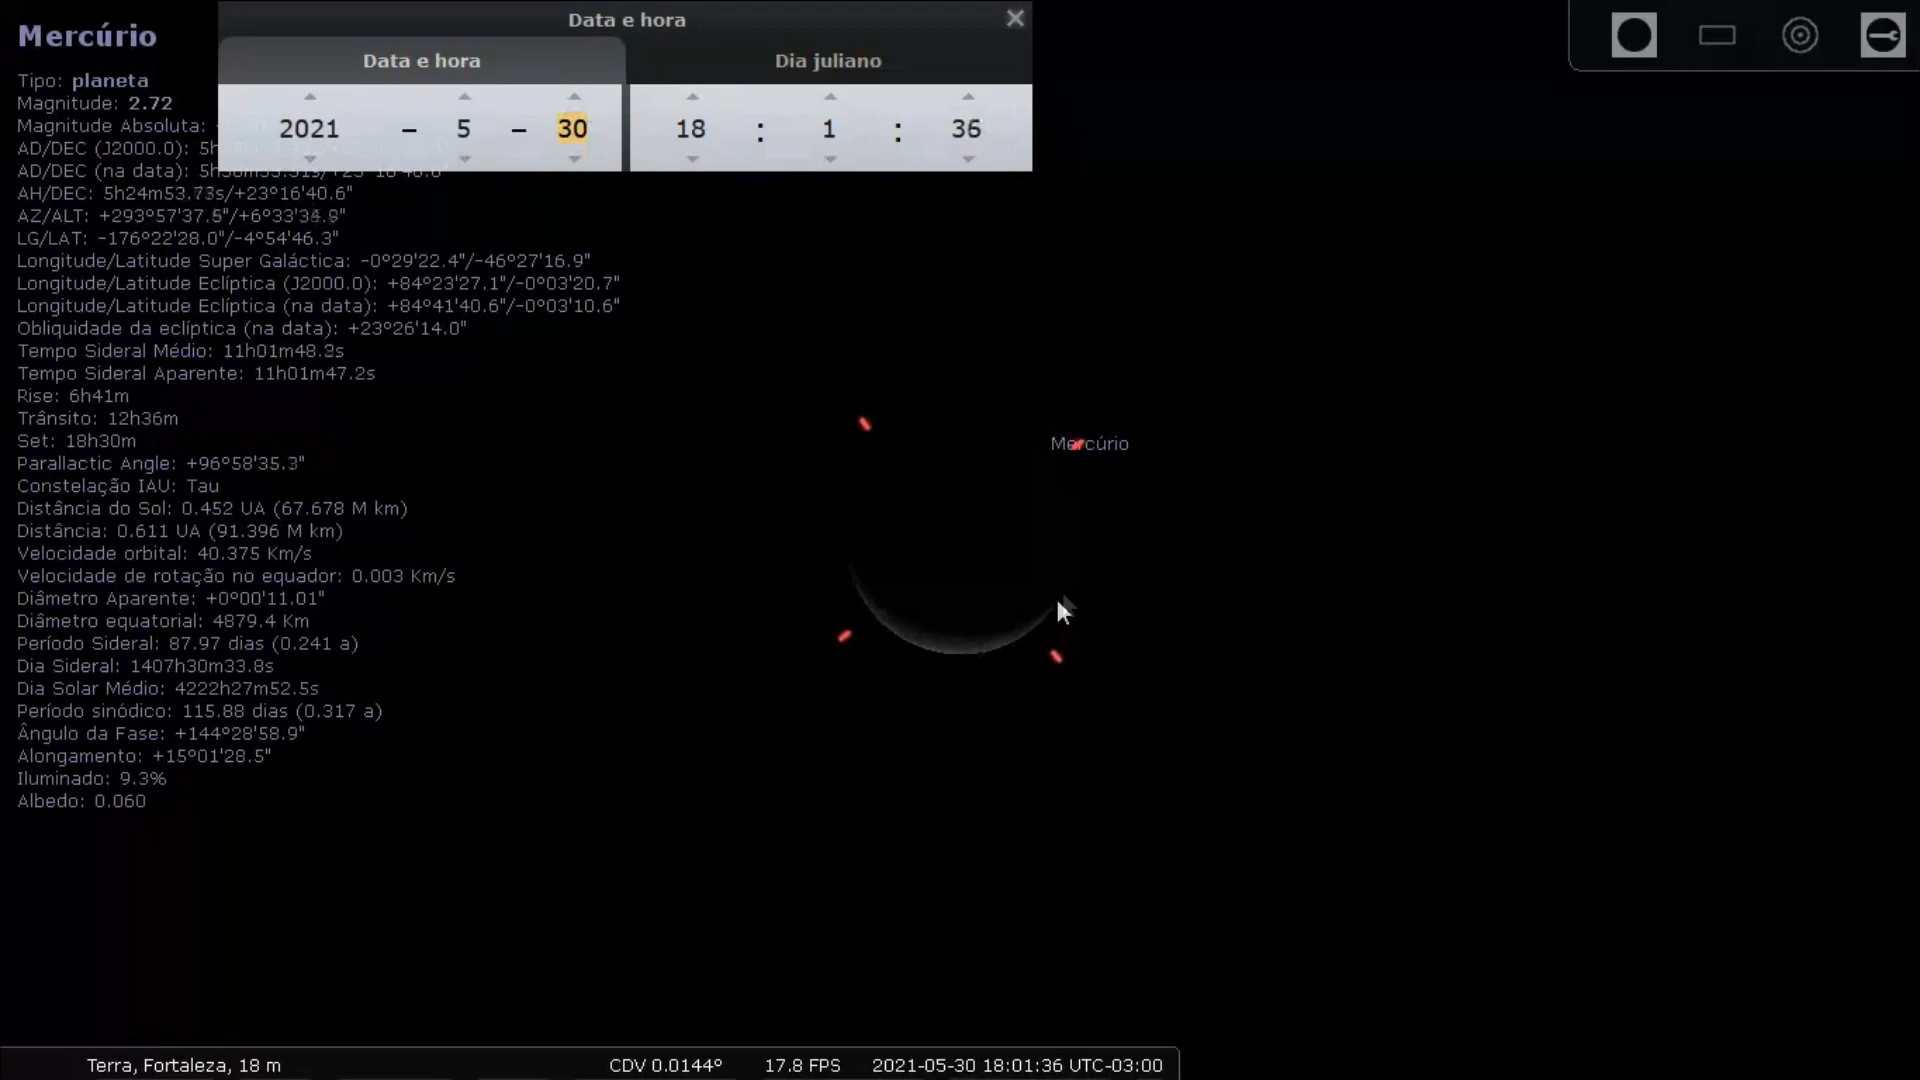 Mercúrio
Data e hora
Data e hora
Dia juliano
2021 - 5 - 30
18 : 1 : 36
Tipo: planeta
Magnitude: 2.72
Magnitude Absoluta:
AD/DEC (J2000.0): 5h
AD/DEC (na data):
AH/DEC: 5h24m53.73s/+23°16'40.6"
AZ/ALT: +293°57'37.5"/+6°33'34.9"
LG/LAT: -176°22'28.0"/-4°54'46.3"
Longitude/Latitude Super Galáctica: -0°29'22.4"/-46°27'16.9"
Longitude/Latitude Eclíptica (J2000.0): +84°23'27.1"/-0°03'20.7"
Longitude/Latitude Eclíptica (na data): +84°41'40.6"/-0°03'10.6"
Obliquidade da eclíptica (na data): +23°26'14.0"
Tempo Sideral Médio: 11h01m48.3s
Tempo Sideral Aparente: 11h01m47.2s
Rise: 6h41m
Trânsito: 12h36m
Set: 18h30m
Parallactic Angle: +96°58'35.3"
Constelação IAU: Tau
Distância do Sol: 0.452 UA (67.678 M km)
Distância: 0.611 UA (91.396 M km)
Velocidade orbital: 40.375 Km/s
Velocidade de rotação no equador: 0.003 Km/s
Diâmetro Aparente: +0°00'11.01"
Diâmetro equatorial: 4879.4 Km
Período Sideral: 87.97 dias (0.241 a)
Dia Sideral: 1407h30m33.8s
Dia Solar Médio: 4222h27m52.5s
Período sinódico: 115.88 dias (0.317 a)
Ângulo da Fase: +144°28'58.9"
Alongamento: +15°01'28.5"
Iluminado: 9.3%
Albedo: 0.060
Mercúrio
Terra, Fortaleza, 18 m
CDV 0.0144°
17.8 FPS
2021-05-30 18:01:36 UTC-03:00